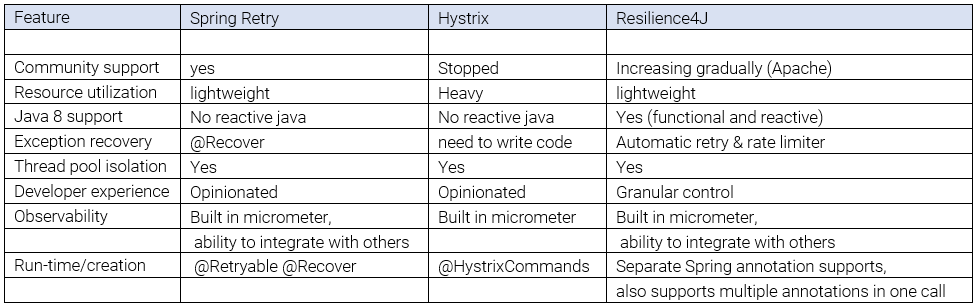 Feature Spring Retry Hystrix Resilience4J
Community support yes Stopped Increasing gradually (Apache)
Resource utilization lightweight Heavy lightweight
Java 8 support No reactive java No reactive java Yes (functional and reactive)
Exception recovery @Recover need to write code Automatic retry & rate limiter
Thread pool isolation Yes Yes Yes
Developer experience Opinionated Opinionated Granular control
Observability Built in micrometer, Built in micrometer Built in micrometer,
ability to integrate with others ability to integrate with others
Run-time/creation @Retryable @Recover @HystrixCommands Separate Spring annotation supports,
also supports multiple annotations in one call